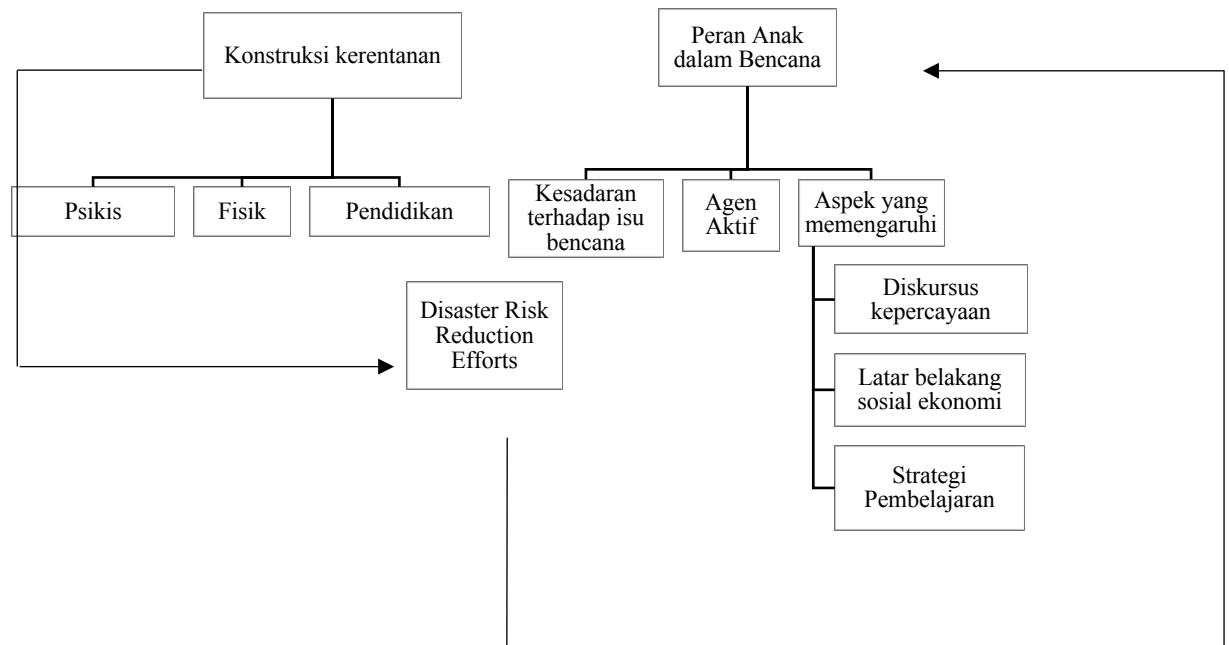 Konstruksi kerentanan
Peran Anak
dalam Bencana
Psikis
Fisik
Pendidikan
Kesadaran
terhadap isu
bencana
Agen
Aktif
Aspek yang
memengaruhi
Diskursus
kepercayaan
Disaster Risk
Reduction
Efforts
Latar belakang
sosial ekonomi
Strategi
Pembelajaran